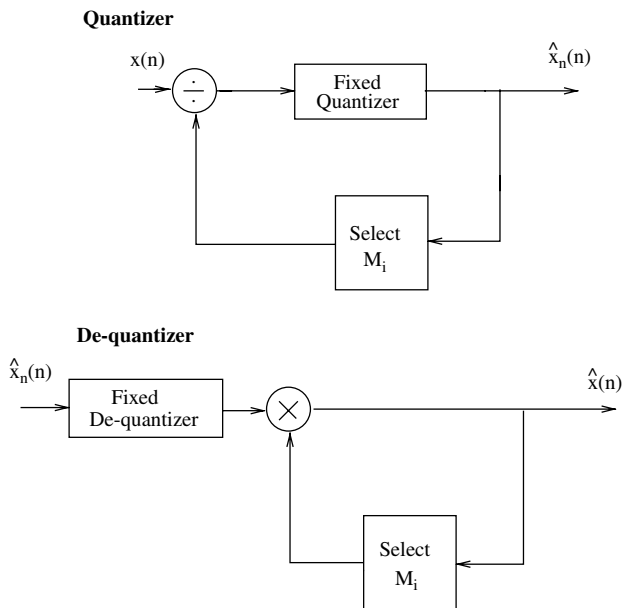 Quantizer
x(n)
÷
Fixed
Quantizer
x̂ₙ(n)
Select
Mᵢ
De-quantizer
x̂ₙ(n)
Fixed
De-quantizer
×
x̂(n)
Select
Mᵢ